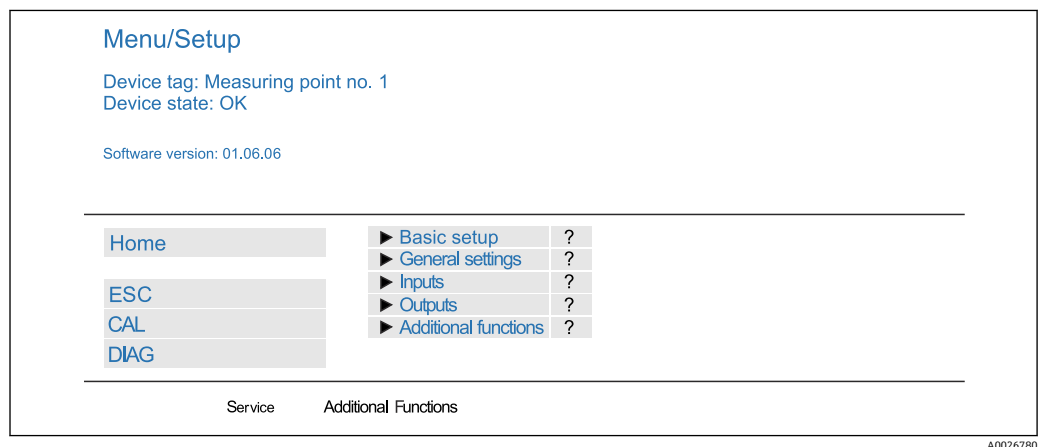 Menu/Setup
Device tag: Measuring point no. 1
Device state: OK
Software version: 01.06.06
Home
ESC
CAL
DIAG
► Basic setup ?
► General settings ?
► Inputs ?
► Outputs ?
► Additional functions ?
Service Additional Functions
A0026780